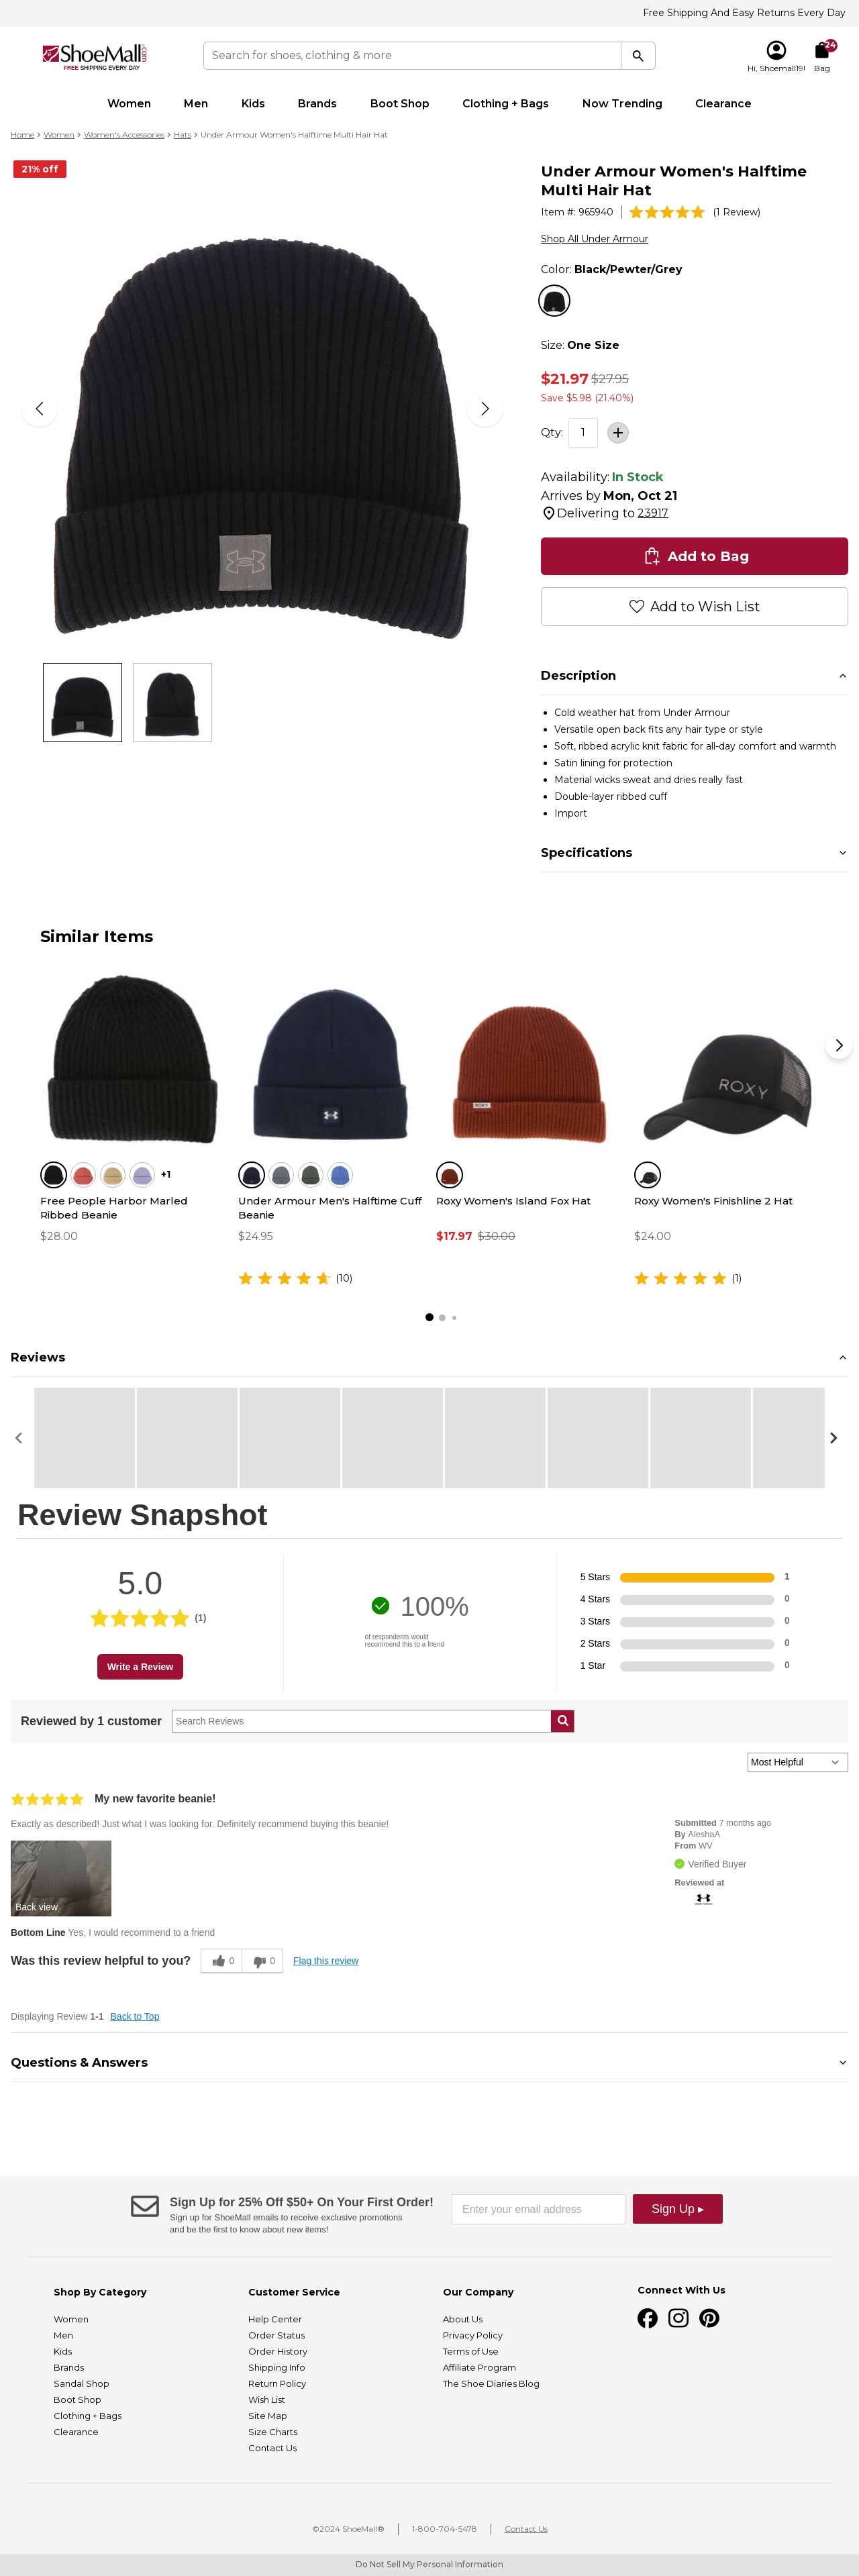 Free Shipping And Easy Returns Every Day
ShoeMall.com
FREE SHIPPING EVERY DAY
Search for shoes, clothing & more
24
Hi, Shoemall19!
Bag
Women
Men
Kids
Brands
Boot Shop
Clothing + Bags
Now Trending
Clearance
Home > Women > Women's Accessories > Hats > Under Armour Women's Halftime Multi Hair Hat
21% off
Under Armour Women's Halftime
Multi Hair Hat
Item #: 965940
(1 Review)
Shop All Under Armour
Color: Black/Pewter/Grey
Size: One Size
$21.97 $27.95
Save $5.98 (21.40%)
Qty: 1
Availability: In Stock
Arrives by Mon, Oct 21
Delivering to 23917
Add to Bag
Add to Wish List
Description
Cold weather hat from Under Armour
Versatile open back fits any hair type or style
Soft, ribbed acrylic knit fabric for all-day comfort and warmth
Satin lining for protection
Material wicks sweat and dries really fast
Double-layer ribbed cuff
Import
Specifications
Similar Items
ROXY
+1
Free People Harbor Marled
Ribbed Beanie
$28.00
Under Armour Men's Halftime Cuff
Beanie
$24.95
(10)
Roxy Women's Island Fox Hat
$17.97 $30.00
Roxy Women's Finishline 2 Hat
$24.00
(1)
Reviews
Review Snapshot
5.0
(1)
Write a Review
100%
of respondents would
recommend this to a friend
5 Stars 1
4 Stars 0
3 Stars 0
2 Stars 0
1 Star 0
Reviewed by 1 customer
Search Reviews
Most Helpful
My new favorite beanie!
Exactly as described! Just what I was looking for. Definitely recommend buying this beanie!
Back view
Submitted 7 months ago
By AleshaA
From WV
Verified Buyer
Reviewed at
Bottom Line Yes, I would recommend to a friend
Was this review helpful to you?
0
0
Flag this review
Displaying Review 1-1
Back to Top
Questions & Answers
Sign Up for 25% Off $50+ On Your First Order!
Sign up for ShoeMall emails to receive exclusive promotions
and be the first to know about new items!
Enter your email address
Sign Up ▸
Shop By Category
Women
Men
Kids
Brands
Sandal Shop
Boot Shop
Clothing + Bags
Clearance
Customer Service
Help Center
Order Status
Order History
Shipping Info
Return Policy
Wish List
Site Map
Size Charts
Contact Us
Our Company
About Us
Privacy Policy
Terms of Use
Affiliate Program
The Shoe Diaries Blog
Connect With Us
©2024 ShoeMall®
1-800-704-5478
Contact Us
Do Not Sell My Personal Information